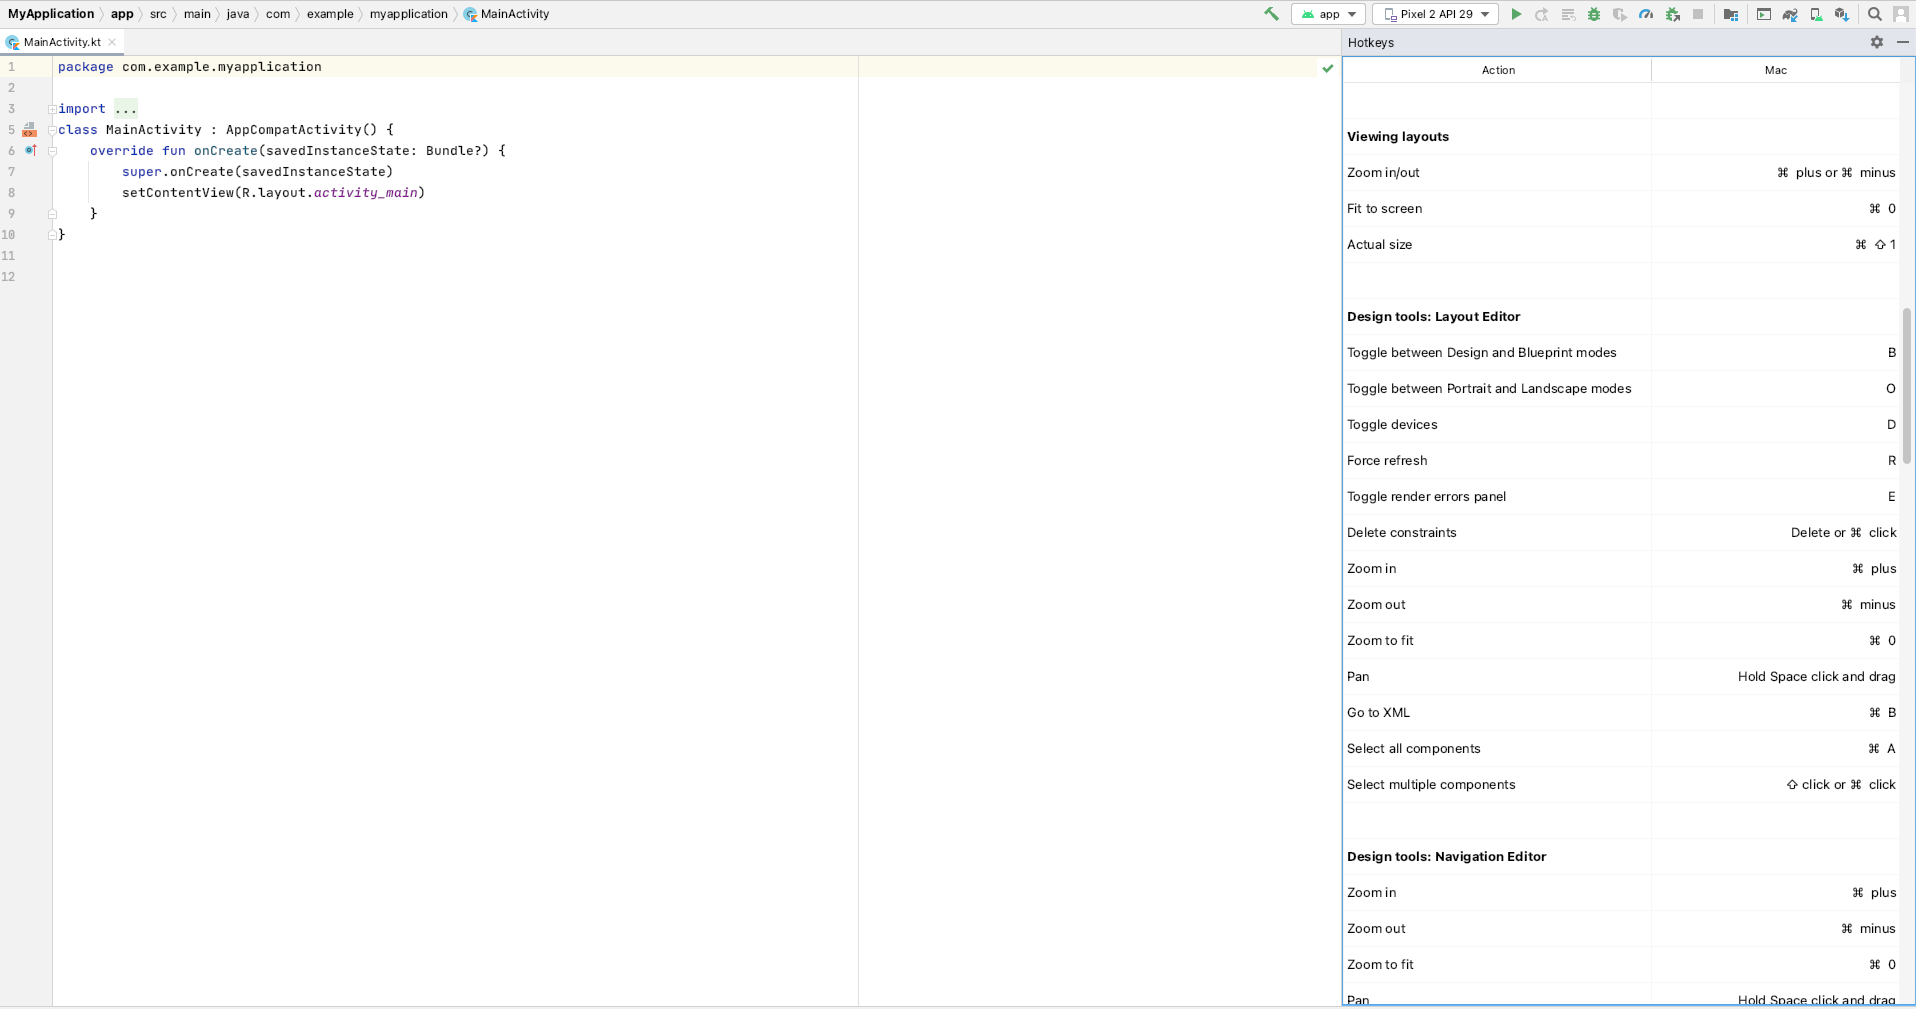 MyApplication app src main java com example myapplication MainActivity app Pixel 2 API 29
MainActivity.kt
Hotkeys
1 package com.example.myapplication
2
3 import ...
5 class MainActivity : AppCompatActivity() {
6 override fun onCreate(savedInstanceState: Bundle?) {
7 super.onCreate(savedInstanceState)
8 setContentView(R.layout.activity_main)
9 }
10 }
11
12
Action Mac
Viewing layouts
Zoom in/out ⌘ plus or ⌘ minus
Fit to screen ⌘ 0
Actual size ⌘ ⇧ 1
Design tools: Layout Editor
Toggle between Design and Blueprint modes B
Toggle between Portrait and Landscape modes O
Toggle devices D
Force refresh R
Toggle render errors panel E
Delete constraints Delete or ⌘ click
Zoom in ⌘ plus
Zoom out ⌘ minus
Zoom to fit ⌘ 0
Pan Hold Space click and drag
Go to XML ⌘ B
Select all components ⌘ A
Select multiple components ⇧ click or ⌘ click
Design tools: Navigation Editor
Zoom in ⌘ plus
Zoom out ⌘ minus
Zoom to fit ⌘ 0
Pan Hold Space click and drag